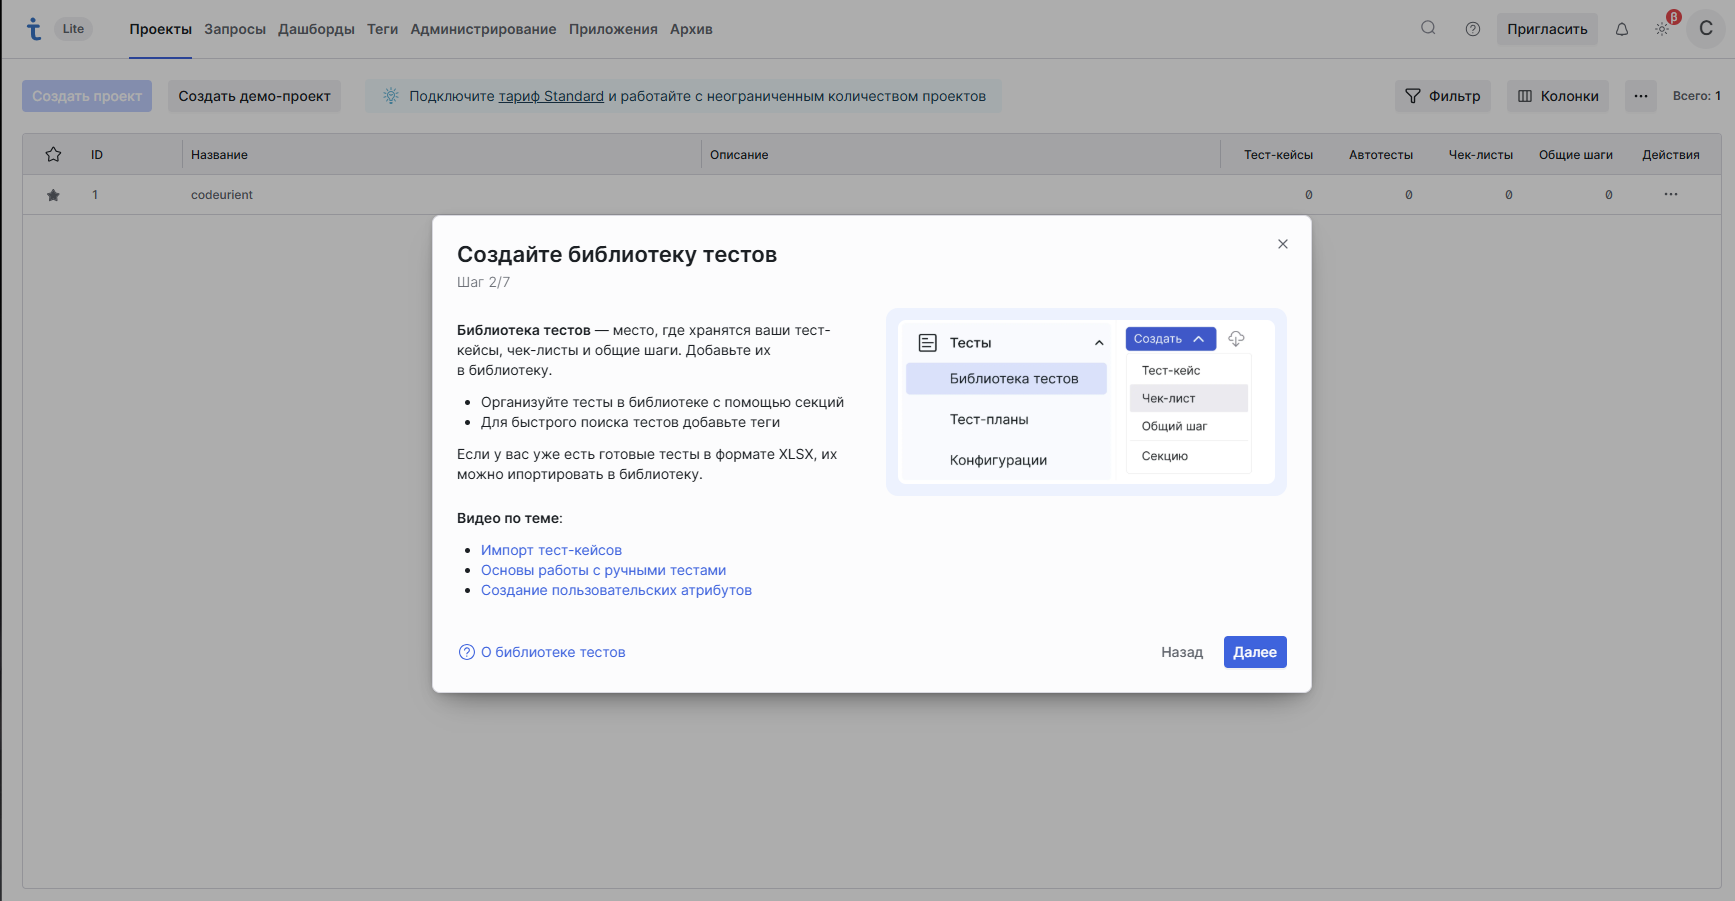 Lite
Проекты Запросы Дашборды Теги Администрирование Приложения Архив
Пригласить
β
C
Создать проект
Создать демо-проект
Подключите тариф Standard и работайте с неограниченным количеством проектов
Фильтр
Колонки
Всего: 1
ID Название Описание Тест-кейсы Автотесты Чек-листы Общие шаги Действия
1 codeurient 0 0 0 0
Создайте библиотеку тестов
Шаг 2/7
Библиотека тестов — место, где хранятся ваши тест-
кейсы, чек-листы и общие шаги. Добавьте их
в библиотеку.
Организуйте тесты в библиотеке с помощью секций
Для быстрого поиска тестов добавьте теги
Если у вас уже есть готовые тесты в формате XLSX, их
можно ипортировать в библиотеку.
Видео по теме:
Импорт тест-кейсов
Основы работы с ручными тестами
Создание пользовательских атрибутов
Тесты
Библиотека тестов
Тест-планы
Конфигурации
Создать
Тест-кейс
Чек-лист
Общий шаг
Секцию
О библиотеке тестов
Назад
Далее